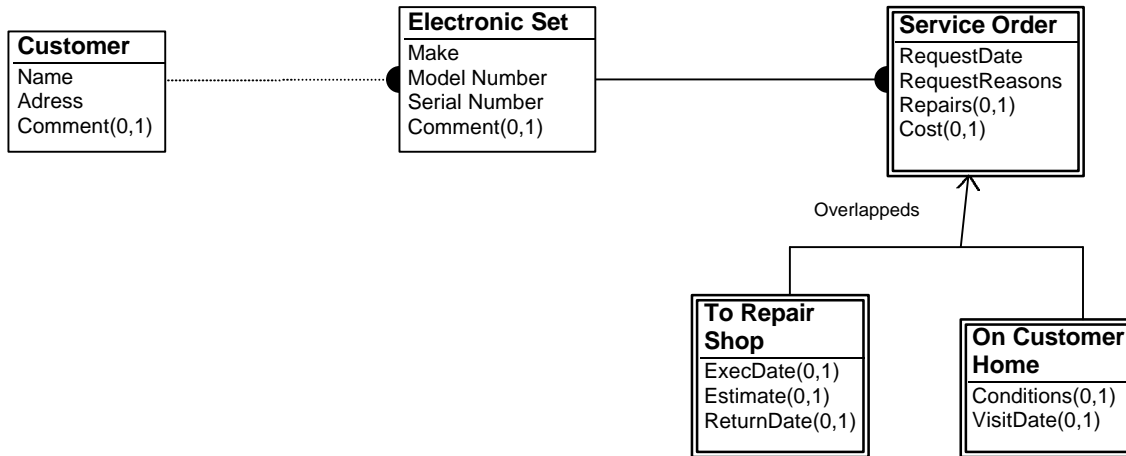 Customer
Name
Adress
Comment(0,1)
Electronic Set
Make
Model Number
Serial Number
Comment(0,1)
Service Order
RequestDate
RequestReasons
Repairs(0,1)
Cost(0,1)
Overlappeds
To Repair
Shop
ExecDate(0,1)
Estimate(0,1)
ReturnDate(0,1)
On Customer
Home
Conditions(0,1)
VisitDate(0,1)